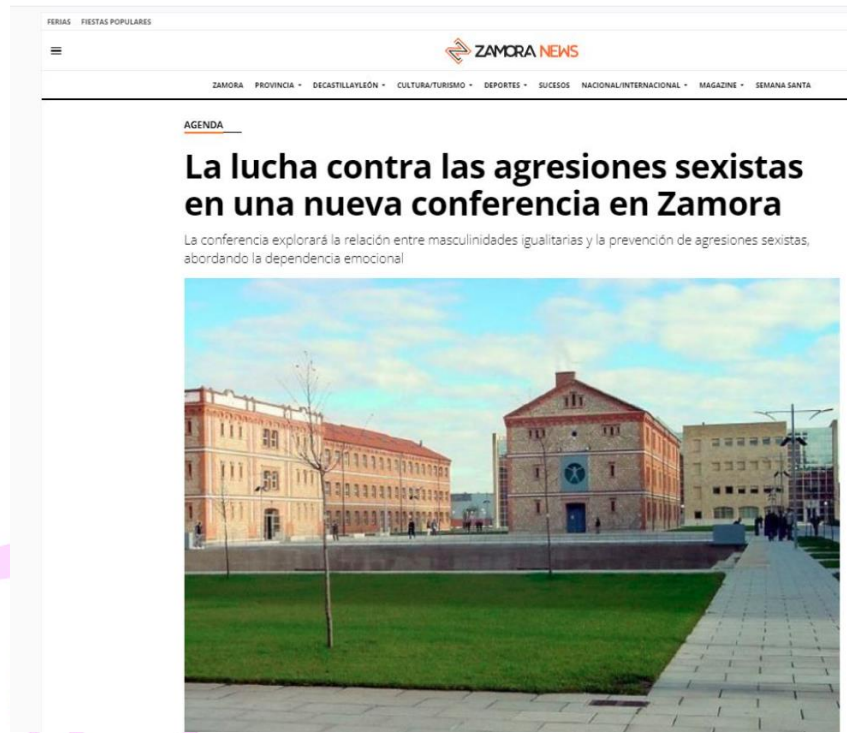 FERIAS FIESTAS POPULARES
ZAMORA NEWS
ZAMORA PROVINCIA DECASTILLAYLEÓN CULTURA/TURISMO DEPORTES SUCESOS NACIONAL/INTERNACIONAL MAGAZINE SEMANA SANTA
AGENDA
La lucha contra las agresiones sexistas
en una nueva conferencia en Zamora
La conferencia explorará la relación entre masculinidades igualitarias y la prevención de agresiones sexistas,
abordando la dependencia emocional